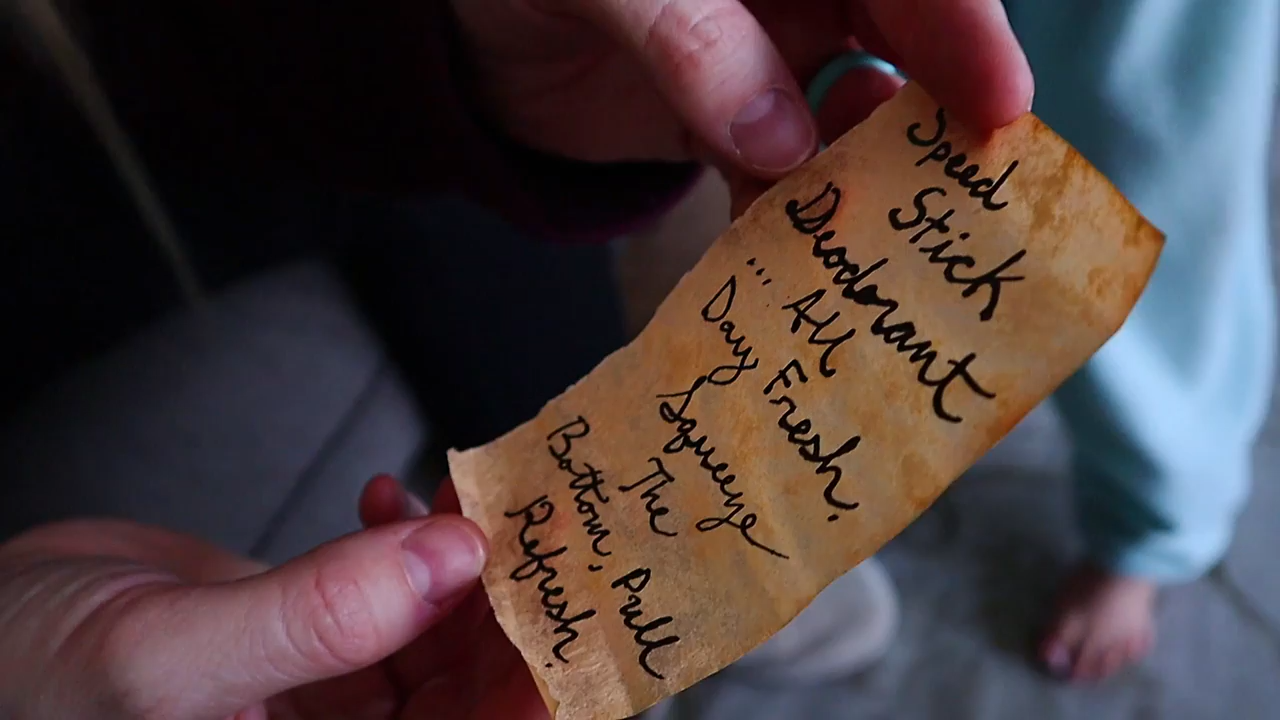 Speed
Stick
Deodorant
... All
Day Fresh.
Squeeze
The
Bottom, Pull
Refresh.